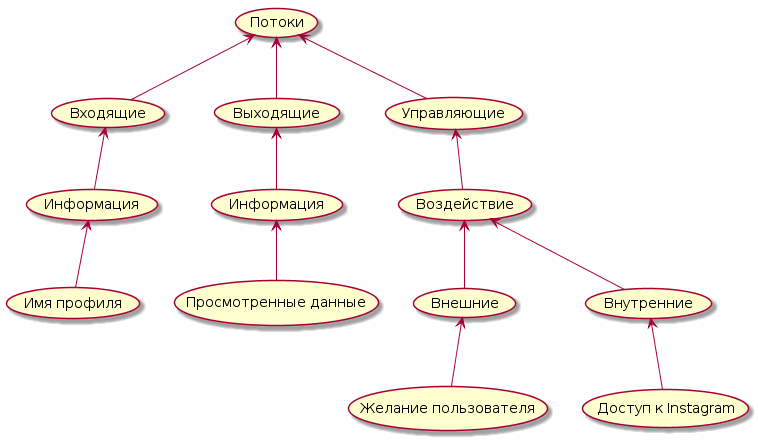 Потоки
Входящие
Выходящие
Управляющие
Информация
Информация
Воздействие
Имя профиля
Просмотренные данные
Внешние
Внутренние
Желание пользователя
Доступ к Instagram